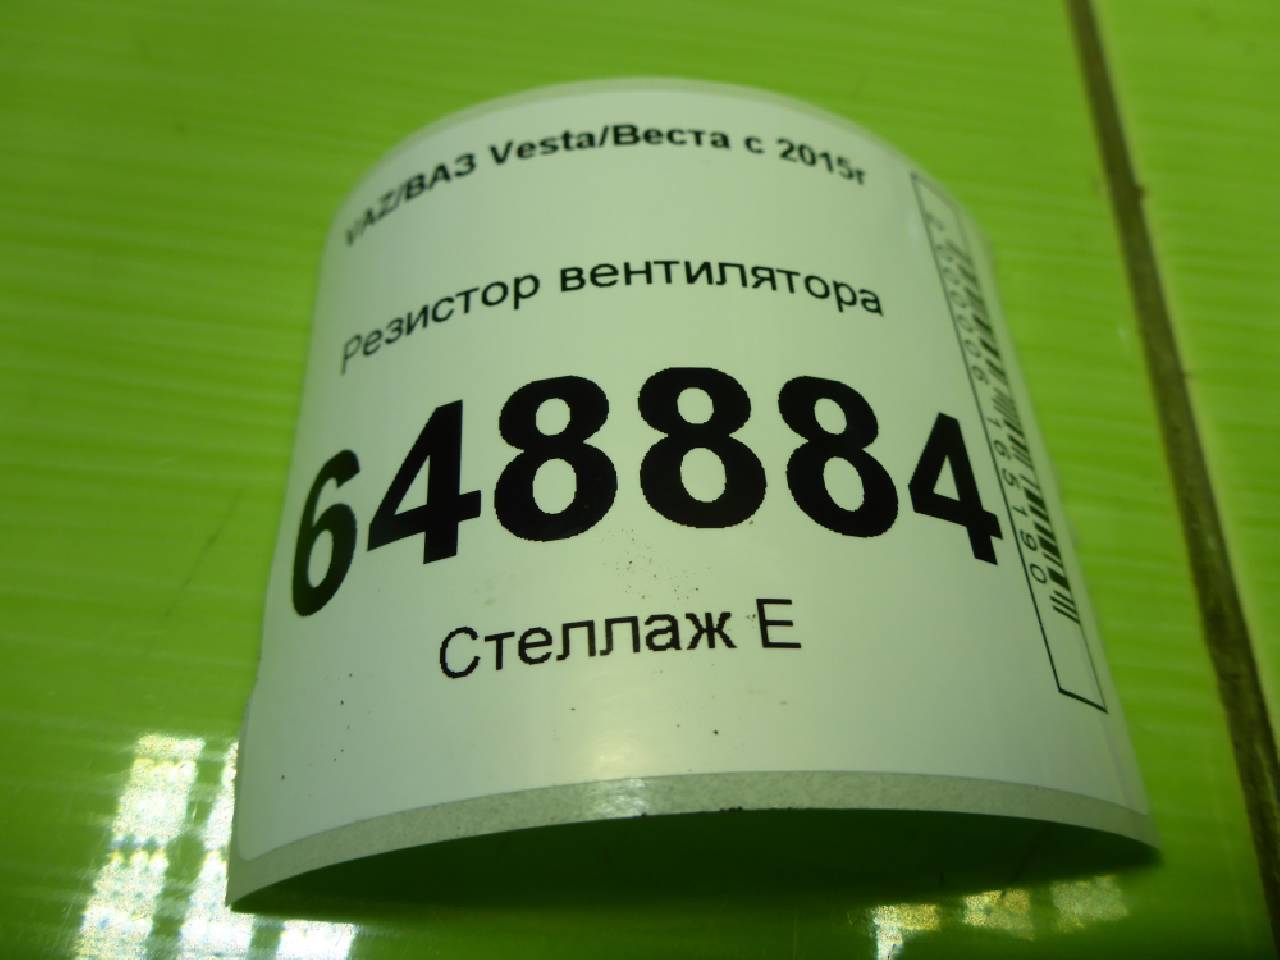 VAZ/ВАЗ Vesta/Веста с 2015г
Резистор вентилятора
648884
Стеллаж Е